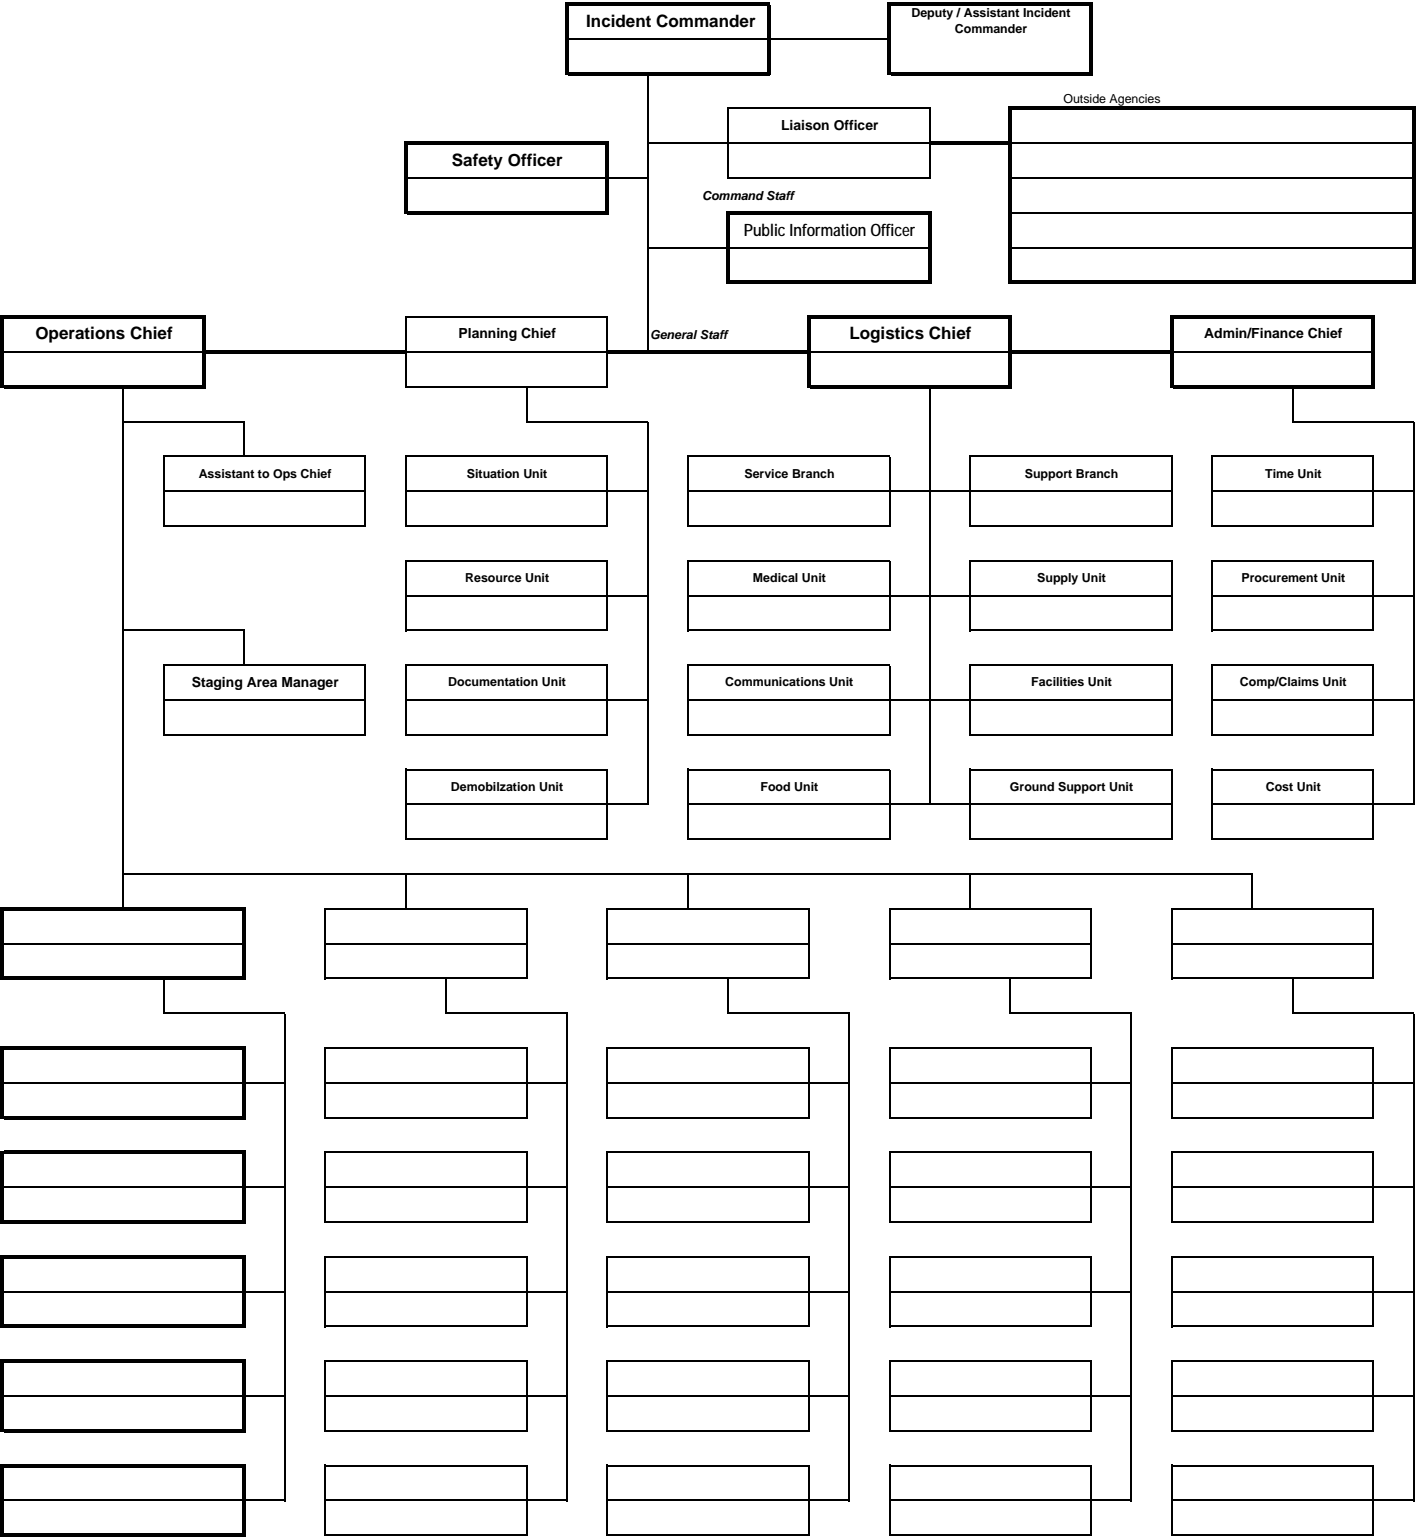 Incident Commander
Deputy / Assistant Incident
Commander
Outside Agencies
Liaison Officer
Safety Officer
Command Staff
Public Information Officer
Operations Chief
Planning Chief
General Staff
Logistics Chief
Admin/Finance Chief
Assistant to Ops Chief
Situation Unit
Service Branch
Support Branch
Time Unit
Resource Unit
Medical Unit
Supply Unit
Procurement Unit
Staging Area Manager
Documentation Unit
Communications Unit
Facilities Unit
Comp/Claims Unit
Demobilzation Unit
Food Unit
Ground Support Unit
Cost Unit